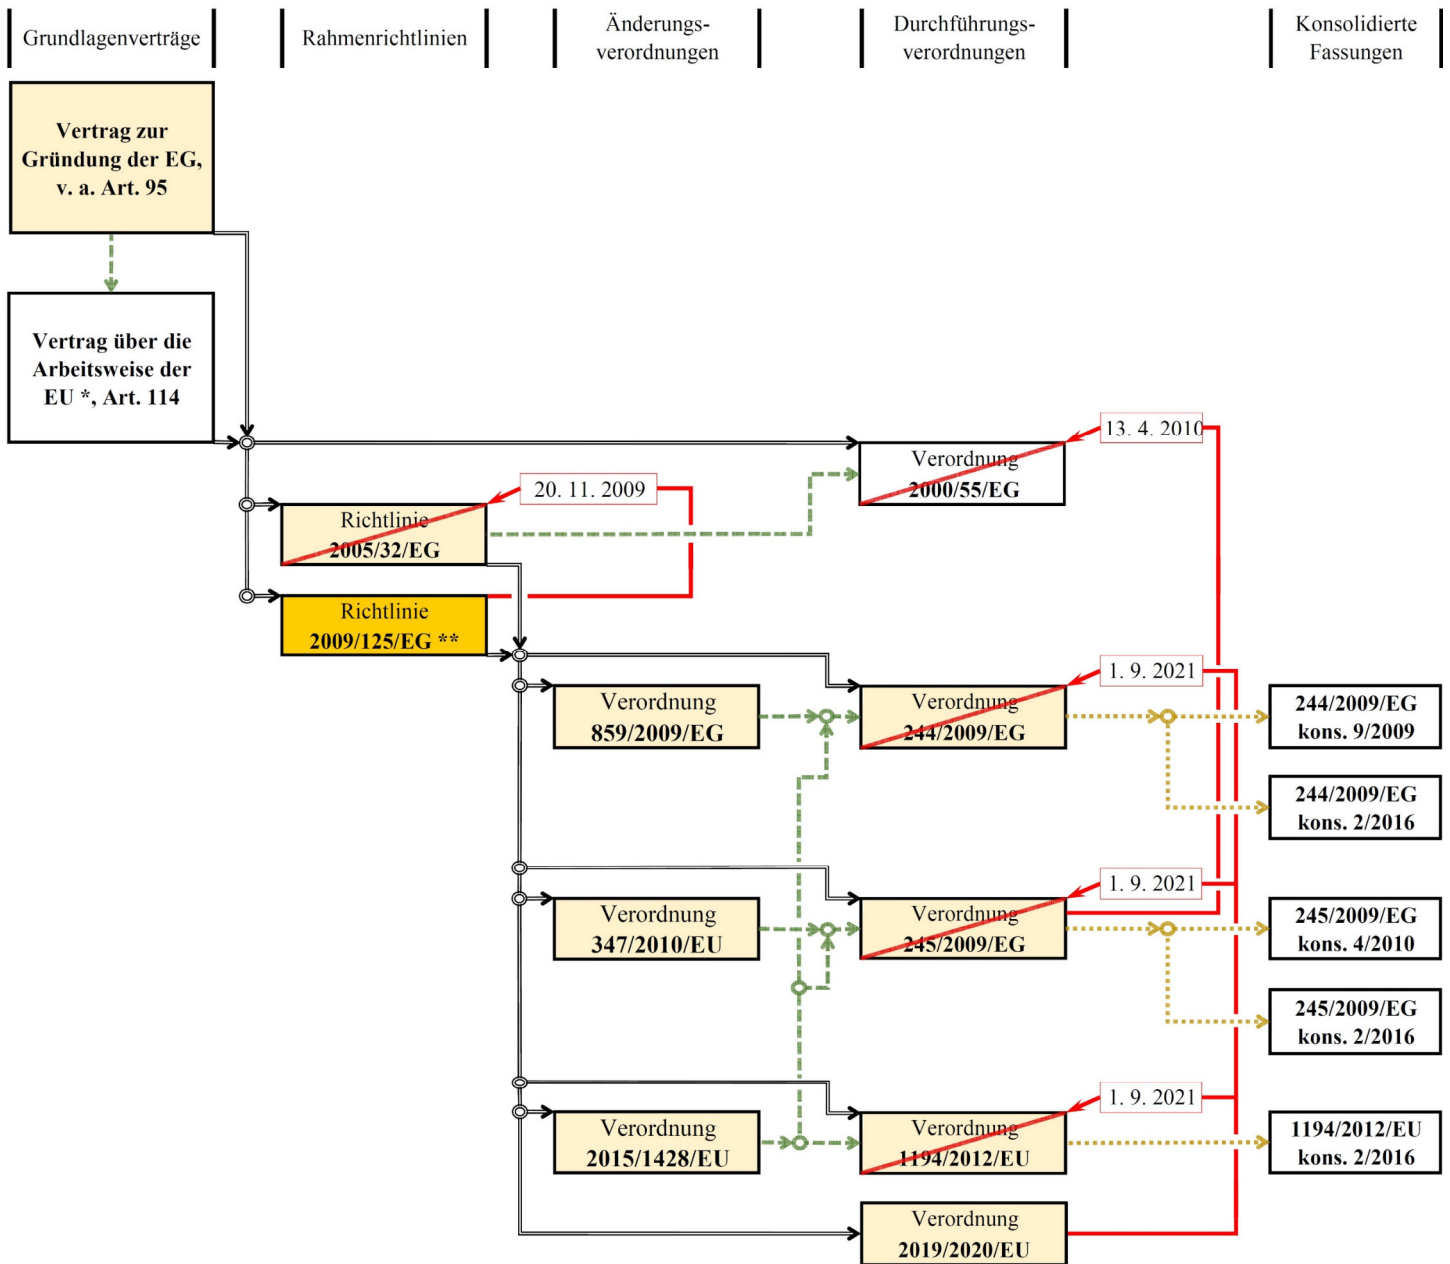 Grundlagenverträge
Rahmenrichtlinien
Änderungs-
verordnungen
Durchführungs-
verordnungen
Konsolidierte
Fassungen
Vertrag zur
Gründung der EG,
v. a. Art. 95
Vertrag über die
Arbeitsweise der
EU *, Art. 114
13. 4. 2010
Verordnung
2000/55/EG
20. 11. 2009
Richtlinie
2005/32/EG
Richtlinie
2009/125/EG **
1. 9. 2021
Verordnung
859/2009/EG
Verordnung
244/2009/EG
244/2009/EG
kons. 9/2009
244/2009/EG
kons. 2/2016
1. 9. 2021
Verordnung
347/2010/EU
Verordnung
245/2009/EG
245/2009/EG
kons. 4/2010
245/2009/EG
kons. 2/2016
1. 9. 2021
Verordnung
2015/1428/EU
Verordnung
1194/2012/EU
1194/2012/EU
kons. 2/2016
Verordnung
2019/2020/EU